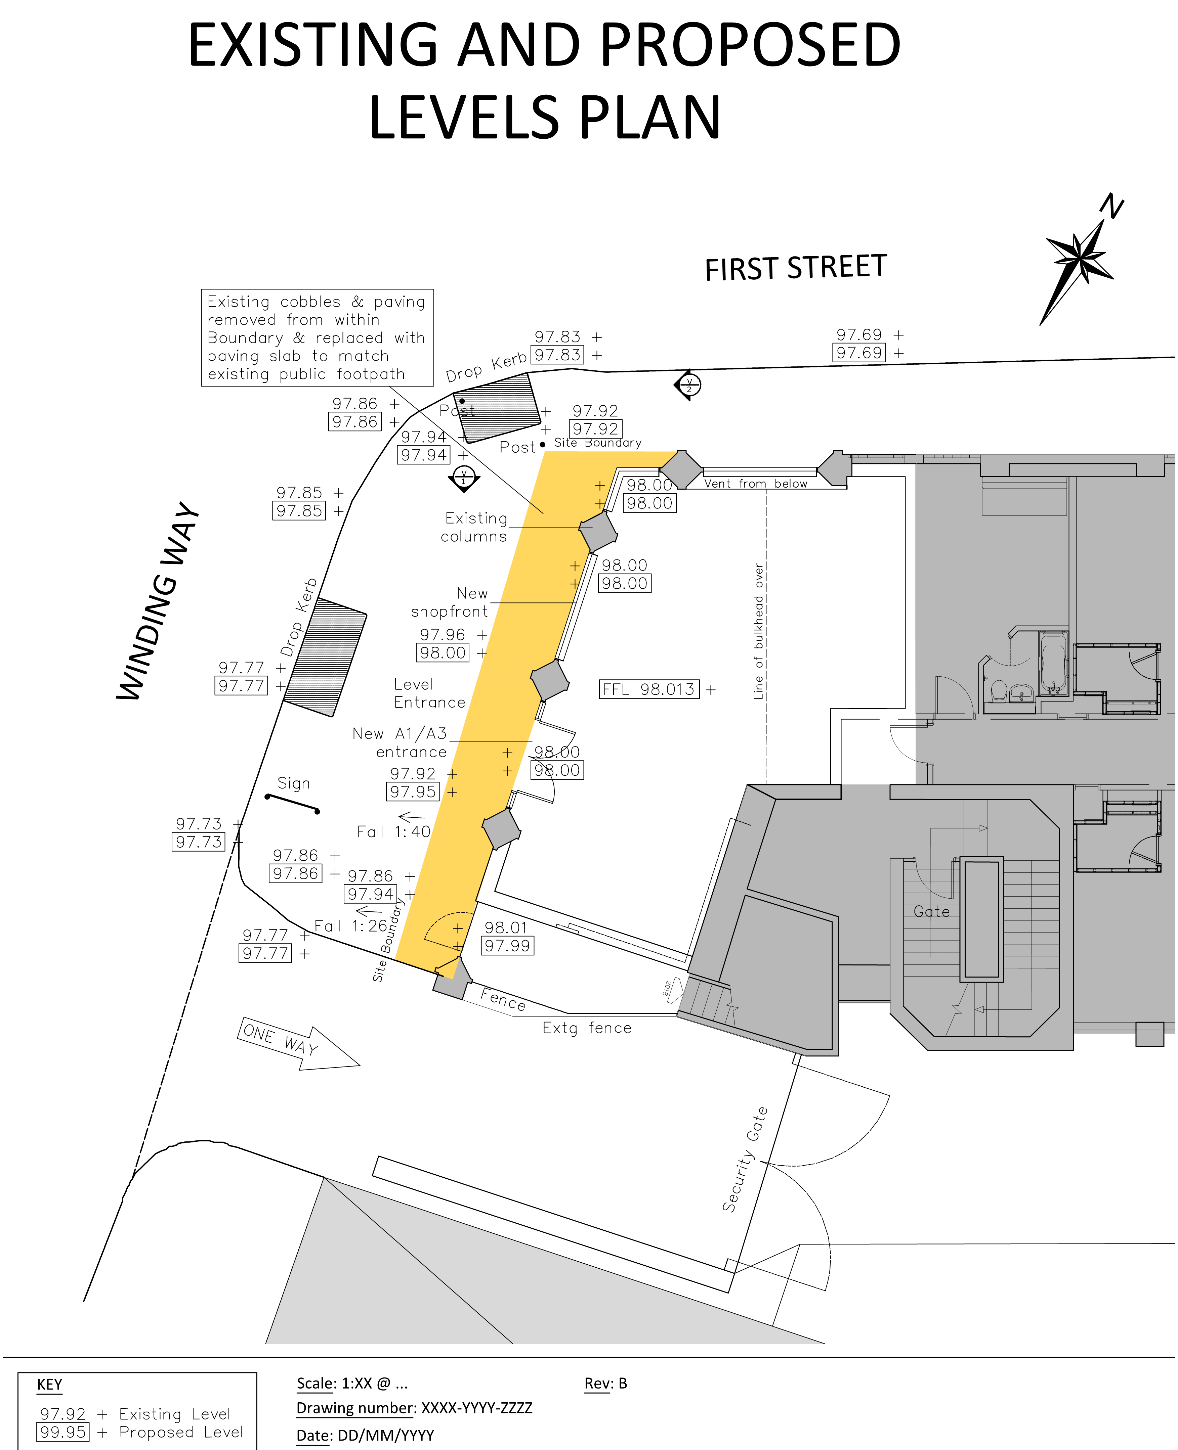 EXISTING AND PROPOSED
LEVELS PLAN
N
FIRST STREET
Existing cobbles & paving
removed from within
Boundary & replaced with
paving slab to match
existing public footpath
97.83 +
97.83 +
97.69 +
97.69 +
Drop Kerb
V
2
97.86 +
97.86 +
Post
+ 97.92
+ 97.92
97.94 +
97.94 +
Post
Site Boundary
V
1
Vent from below
97.85 +
97.85 +
+ 98.00
+ 98.00
Existing
columns
WINDING WAY
+ 98.00
+ 98.00
New
shopfront
Drop Kerb
Line of bulkhead over
97.96 +
98.00 +
97.77 +
97.77 +
Level
Entrance
FFL 98.013 +
New A1/A3
entrance
+ 98.00
+ 98.00
97.92 +
97.95 +
Sign
Fall 1:40
97.73 +
97.73 +
97.86
97.86
97.86 +
97.94 +
Site Boundary
Fall 1:26
Gate
+ 98.01
+ 97.99
97.77 +
97.77 +
Fence
Extg fence
ONE WAY
Security Gate
KEY
97.92 + Existing Level
99.95 + Proposed Level
Scale: 1:XX @ ...
Rev: B
Drawing number: XXXX-YYYY-ZZZZ
Date: DD/MM/YYYY